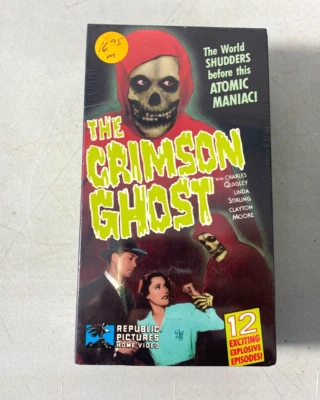 16.95
m
The World
SHUDDERS
before this
ATOMIC
MANIAC!
THE
CRIMSON
GHOST
WITH CHARLES
QUIGLEY
LINDA
STIRLING
CLAYTON
MOORE
REPUBLIC
PICTURES
HOME VIDEO
12
EXCITING
EXPLOSIVE
EPISODES!